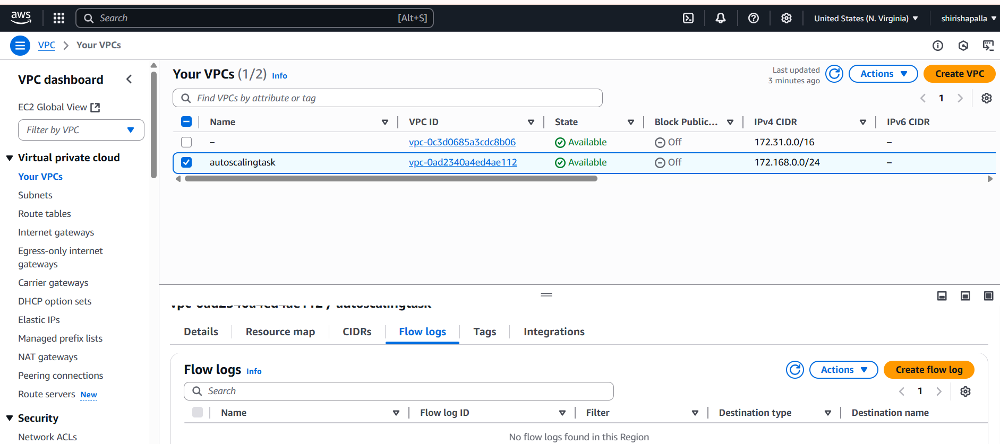 aws
Search [Alt+S]
United States (N. Virginia)
shirishapalla
VPC
Your VPCs
VPC dashboard
EC2 Global View
Filter by VPC
Virtual private cloud
Your VPCs
Subnets
Route tables
Internet gateways
Egress-only internet
gateways
Carrier gateways
DHCP option sets
Elastic IPs
Managed prefix lists
NAT gateways
Peering connections
Route servers New
Security
Network ACLs
Your VPCs (1/2) Info
Last updated
3 minutes ago
Actions
Create VPC
Find VPCs by attribute or tag
1
Name VPC ID State Block Public... IPv4 CIDR IPv6 CIDR
– vpc-0c3d0685a3cdc8b06 Available Off 172.31.0.0/16 –
autoscalingtask vpc-0ad2340a4ed4ae112 Available Off 172.168.0.0/24 –
vpc-0ad2340a4ed4ae112 / autoscalingtask
Details Resource map CIDRs Flow logs Tags Integrations
Flow logs Info
Actions
Create flow log
Search
1
Name Flow log ID Filter Destination type Destination name
No flow logs found in this Region